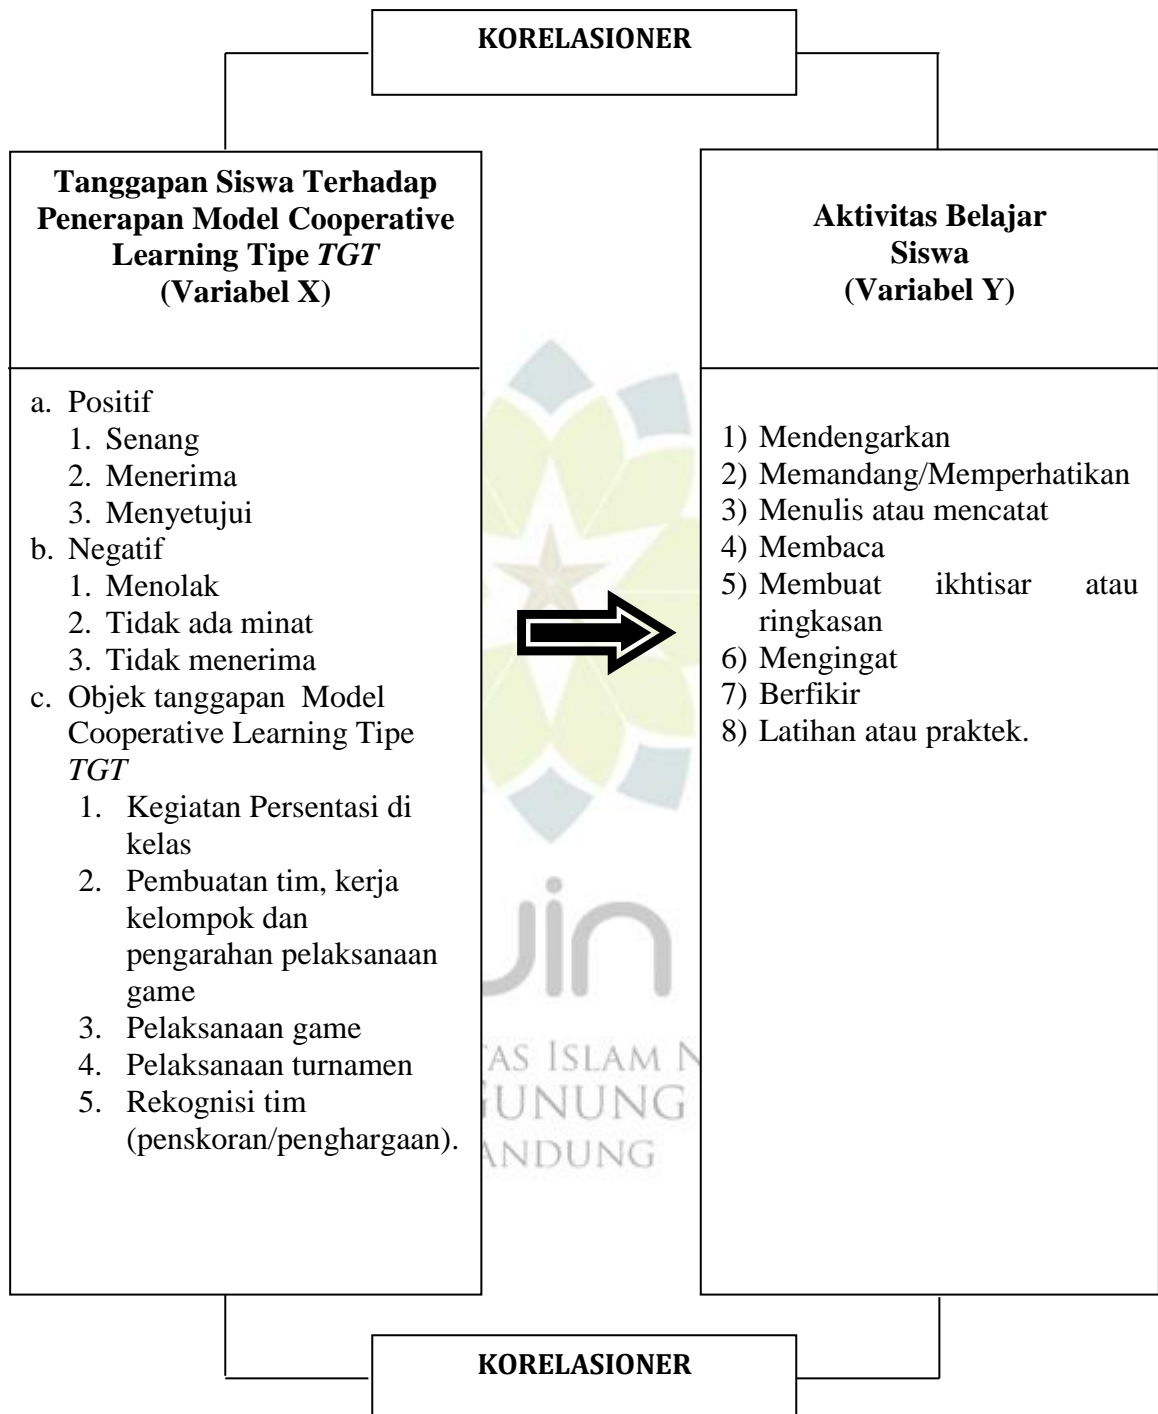 KORELASIONER
Tanggapan Siswa Terhadap
Penerapan Model Cooperative
Learning Tipe TGT
(Variabel X)
a. Positif
1. Senang
2. Menerima
3. Menyetujui
b. Negatif
1. Menolak
2. Tidak ada minat
3. Tidak menerima
c. Objek tanggapan Model
Cooperative Learning Tipe
TGT
1. Kegiatan Persentasi di
kelas
2. Pembuatan tim, kerja
kelompok dan
pengarahan pelaksanaan
game
3. Pelaksanaan game
4. Pelaksanaan turnamen
5. Rekognisi tim
(penskoran/penghargaan).
Aktivitas Belajar
Siswa
(Variabel Y)
1) Mendengarkan
2) Memandang/Memperhatikan
3) Menulis atau mencatat
4) Membaca
5) Membuat ikhtisar atau
ringkasan
6) Mengingat
7) Berfikir
8) Latihan atau praktek.
ISLAM
KORELASIONER